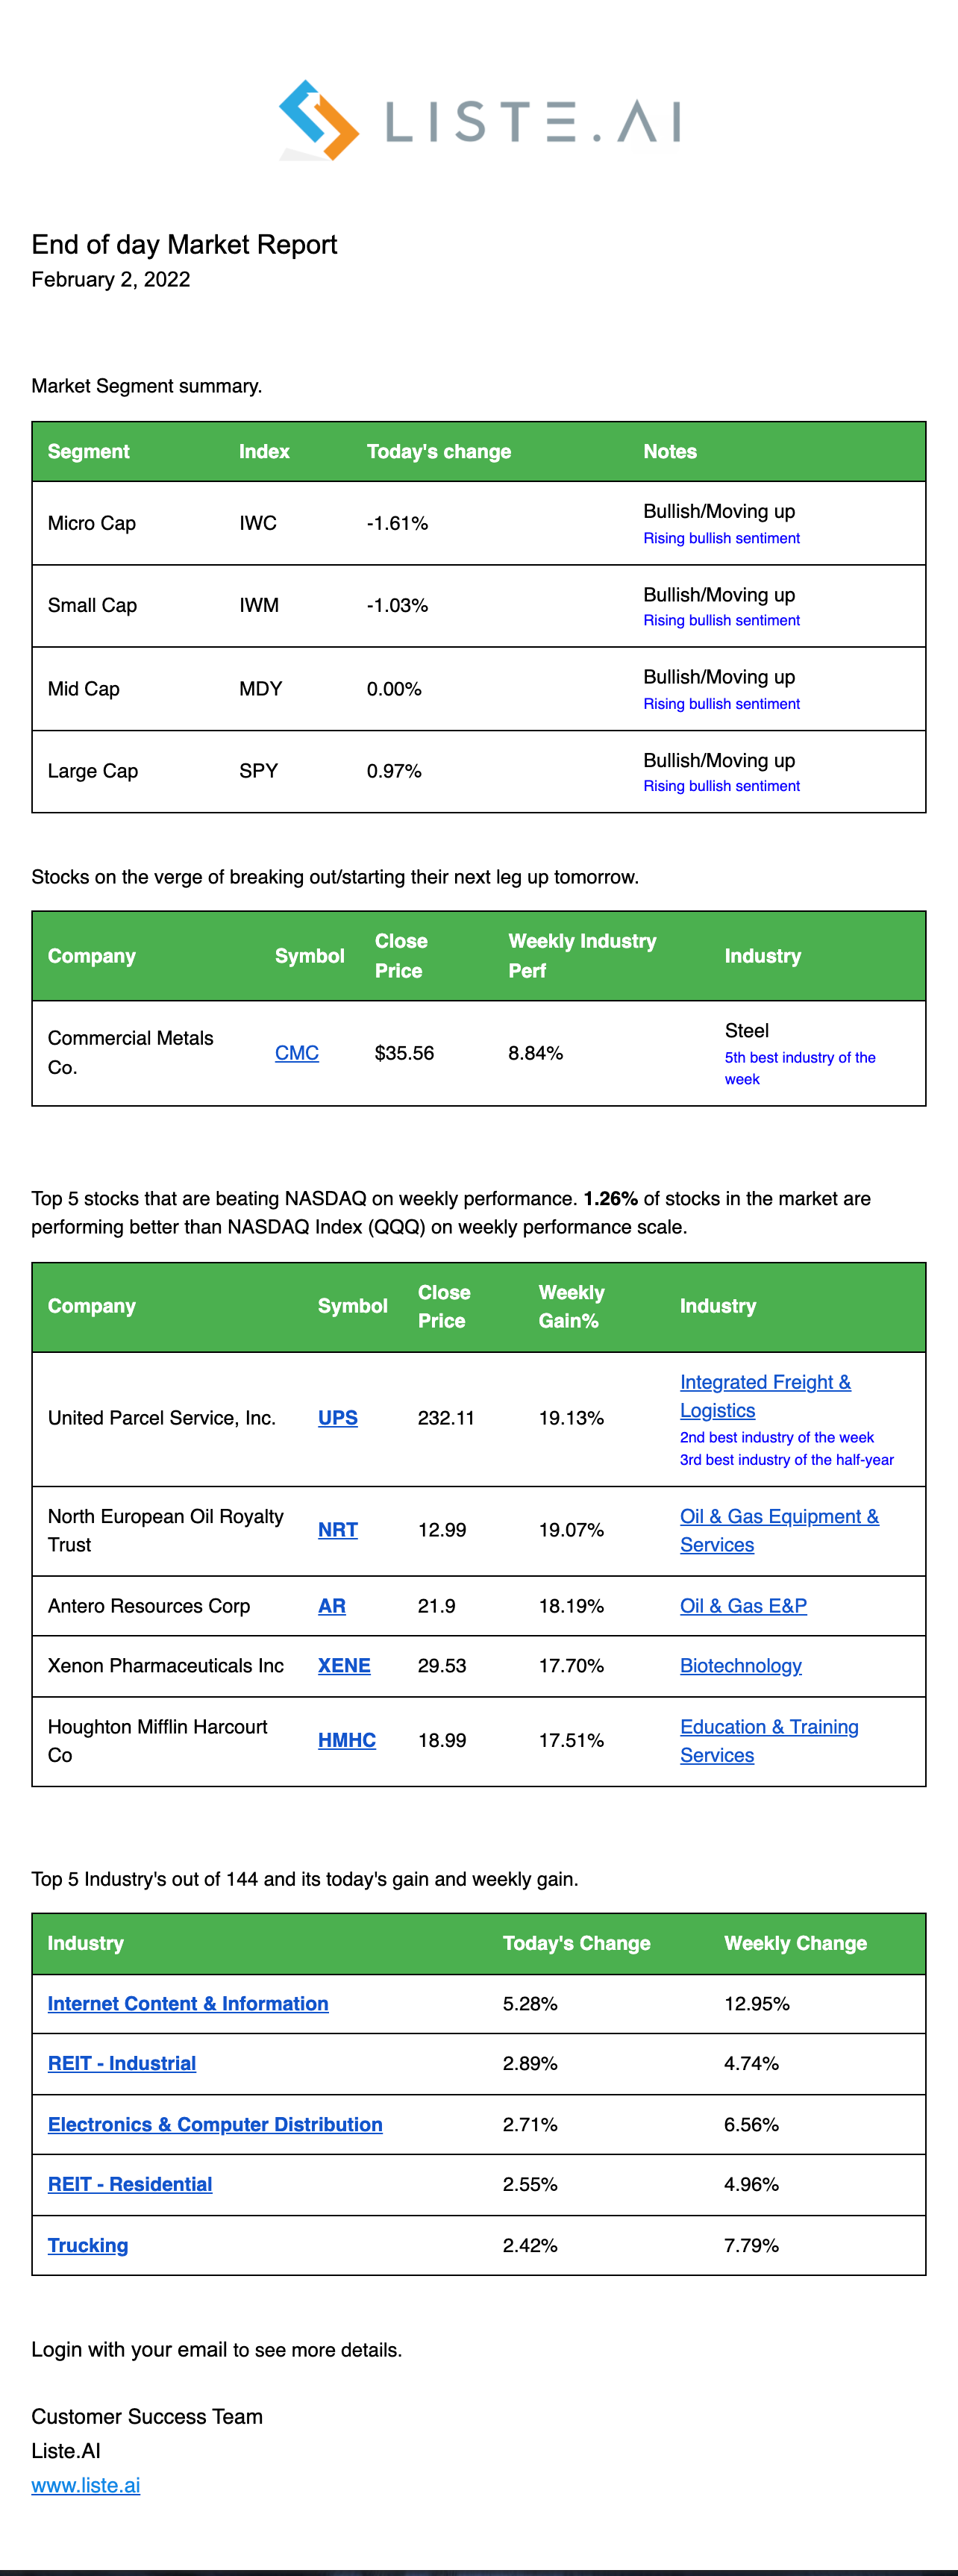 LISTE.AI
End of day Market Report
February 2, 2022
Market Segment summary.
Segment Index Today's change Notes
Micro Cap IWC -1.61% Bullish/Moving up
Rising bullish sentiment
Small Cap IWM -1.03% Bullish/Moving up
Rising bullish sentiment
Mid Cap MDY 0.00% Bullish/Moving up
Rising bullish sentiment
Large Cap SPY 0.97% Bullish/Moving up
Rising bullish sentiment
Stocks on the verge of breaking out/starting their next leg up tomorrow.
Company Symbol Close Price Weekly Industry Perf Industry
Commercial Metals Co. CMC $35.56 8.84% Steel
5th best industry of the
week
Top 5 stocks that are beating NASDAQ on weekly performance. 1.26% of stocks in the market are
performing better than NASDAQ Index (QQQ) on weekly performance scale.
Company Symbol Close Price Weekly Gain% Industry
United Parcel Service, Inc. UPS 232.11 19.13% Integrated Freight & Logistics
2nd best industry of the week
3rd best industry of the half-year
North European Oil Royalty Trust NRT 12.99 19.07% Oil & Gas Equipment & Services
Antero Resources Corp AR 21.9 18.19% Oil & Gas E&P
Xenon Pharmaceuticals Inc XENE 29.53 17.70% Biotechnology
Houghton Mifflin Harcourt Co HMHC 18.99 17.51% Education & Training Services
Top 5 Industry's out of 144 and its today's gain and weekly gain.
Industry Today's Change Weekly Change
Internet Content & Information 5.28% 12.95%
REIT - Industrial 2.89% 4.74%
Electronics & Computer Distribution 2.71% 6.56%
REIT - Residential 2.55% 4.96%
Trucking 2.42% 7.79%
Login with your email to see more details.
Customer Success Team
Liste.AI
www.liste.ai